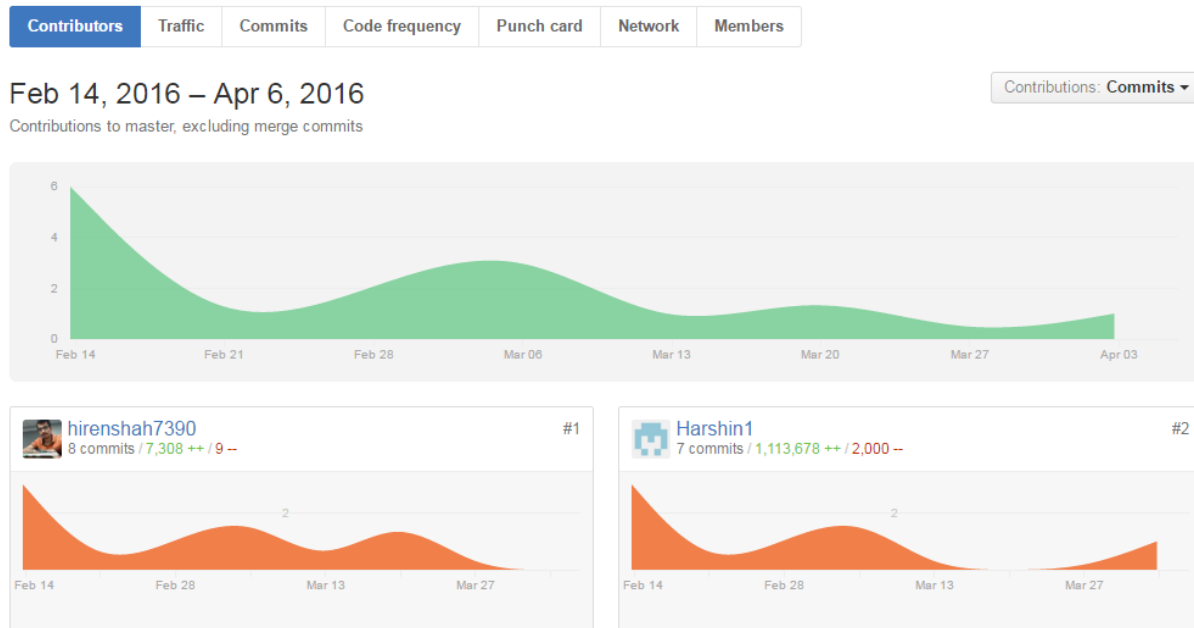 Contributors Traffic Commits Code frequency Punch card Network Members
Feb 14, 2016 – Apr 6, 2016
Contributions: Commits
Contributions to master, excluding merge commits
6
4
2
0
Feb 14 Feb 21 Feb 28 Mar 06 Mar 13 Mar 20 Mar 27 Apr 03
hirenshah7390 #1
8 commits / 7,308 ++ / 9 --
2
Feb 14 Feb 28 Mar 13 Mar 27
Harshin1 #2
7 commits / 1,113,678 ++ / 2,000 --
2
Feb 14 Feb 28 Mar 13 Mar 27